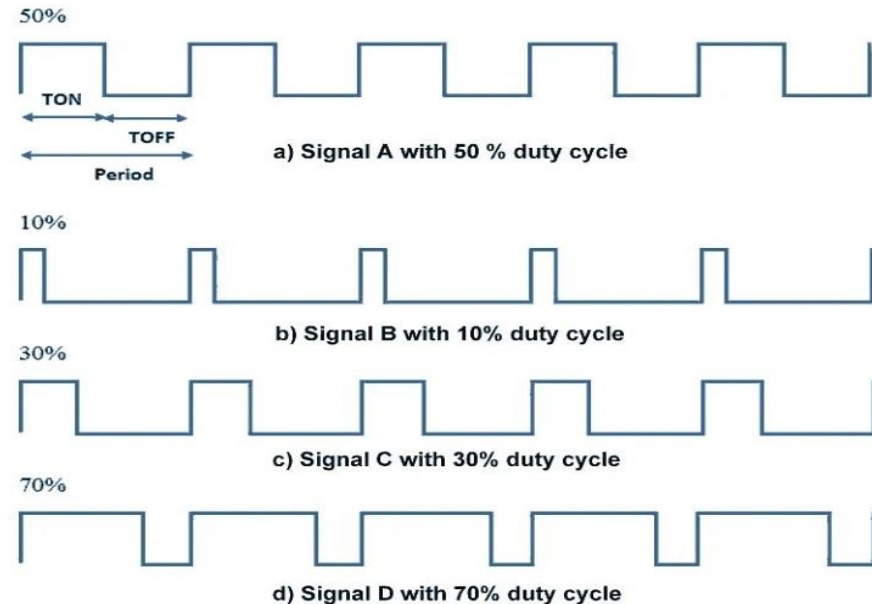 50%
TON
TOFF
Period
a) Signal A with 50 % duty cycle
10%
b) Signal B with 10% duty cycle
30%
c) Signal C with 30% duty cycle
70%
d) Signal D with 70% duty cycle